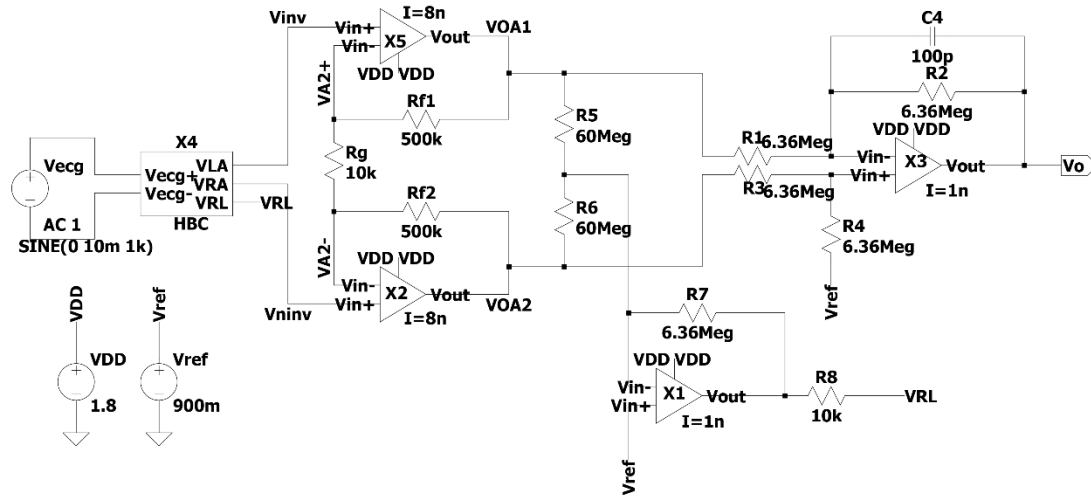 I=8n
Vinv
Vin+
Vin-
X5
Vout
VOA1
VDD VDD
VA2+
Rf1
500k
Rg
10k
Rf2
500k
VA2-
VDD VDD
Vin-
Vin+
X2
Vout
VOA2
I=8n
Vninv
X4
Vecg
Vecg+
Vecg-
VLA
VRA
VRL
VRL
HBC
AC 1
SINE(0 10m 1k)
VDD
VDD
1.8
Vref
Vref
900m
R5
60Meg
R6
60Meg
C4
100p
R2
6.36Meg
R1
6.36Meg
R3
6.36Meg
VDD VDD
Vin-
Vin+
X3
Vout
I=1n
Vo
R4
6.36Meg
Vref
R7
6.36Meg
VDD VDD
Vin-
Vin+
X1
Vout
I=1n
R8
10k
VRL
Vref